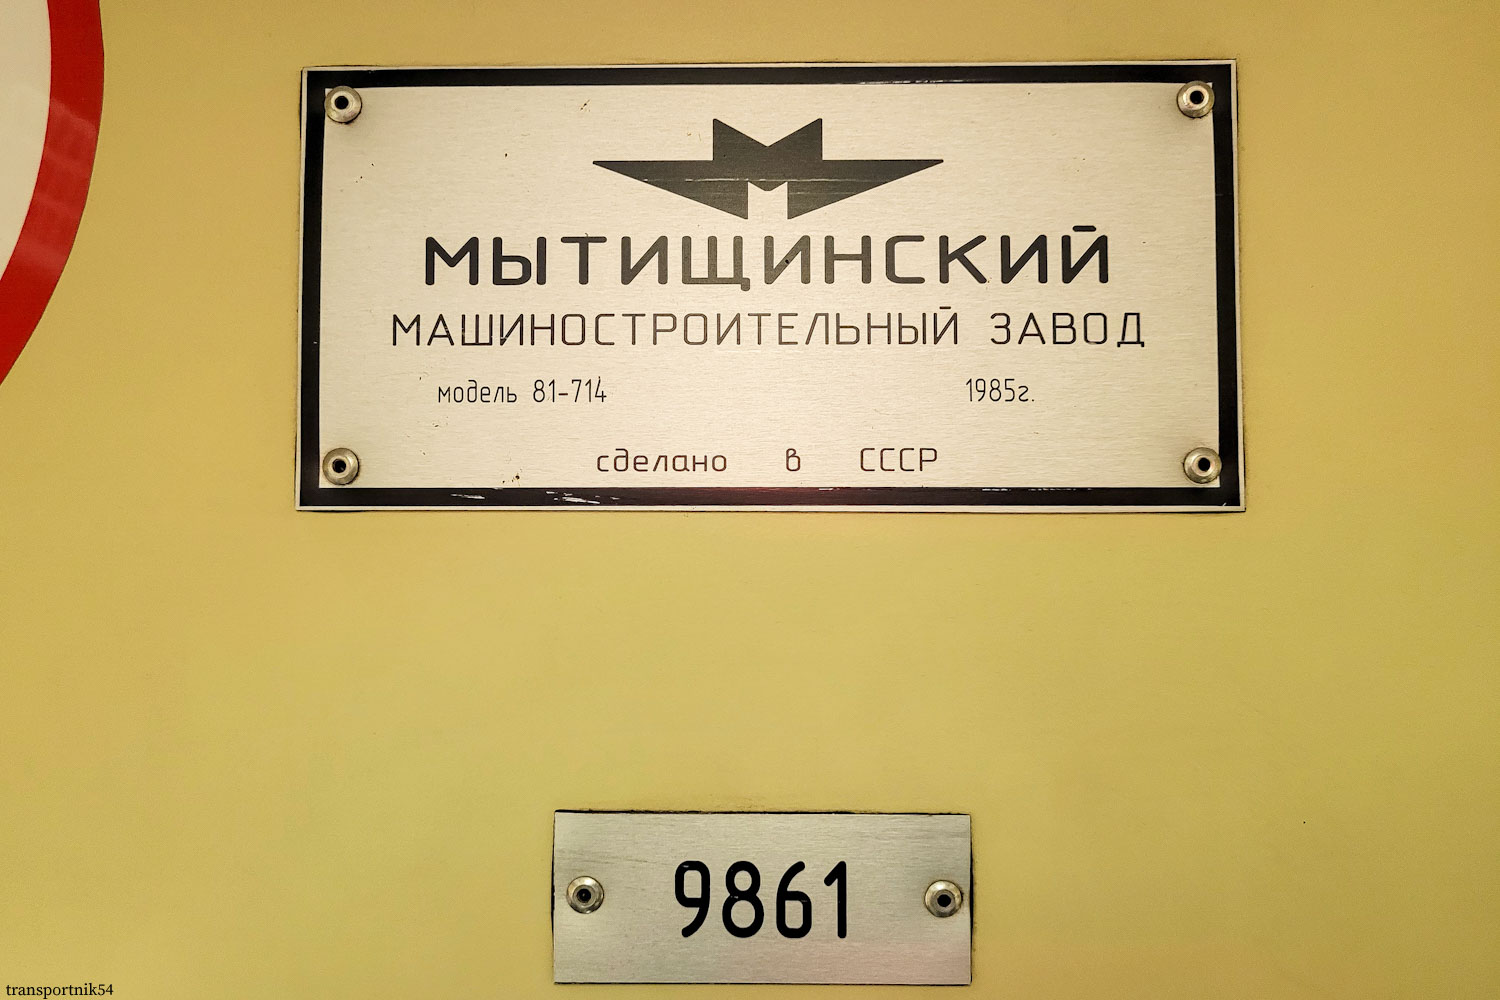 МЫТИЩИНСКИЙ
МАШИНОСТРОИТЕЛЬНЫЙ ЗАВОД
модель 81-714 1985г.
сделано в СССР
9861
transportnik54